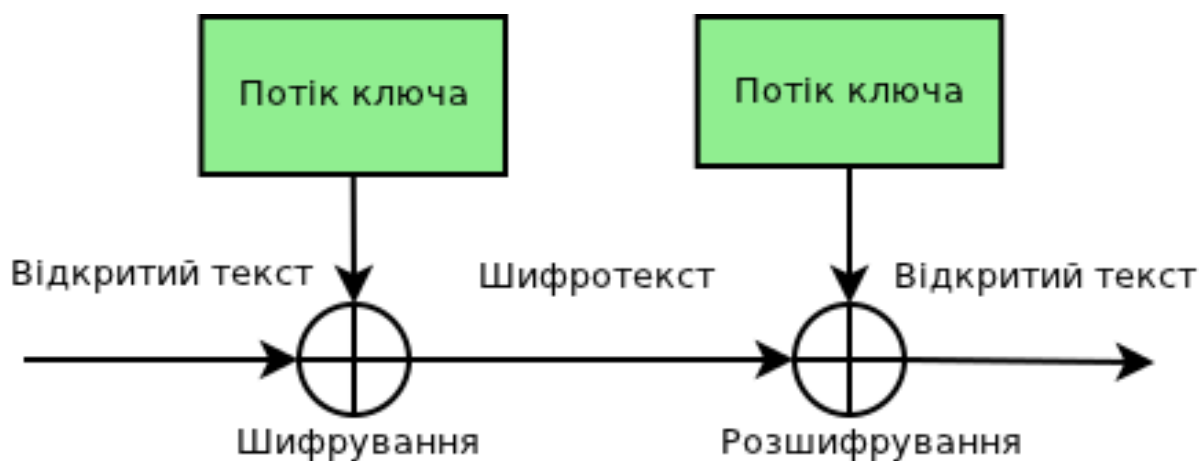 Потік ключа
Потік ключа
Відкритий текст
Шифротекст
Відкритий текст
Шифрування
Розшифрування